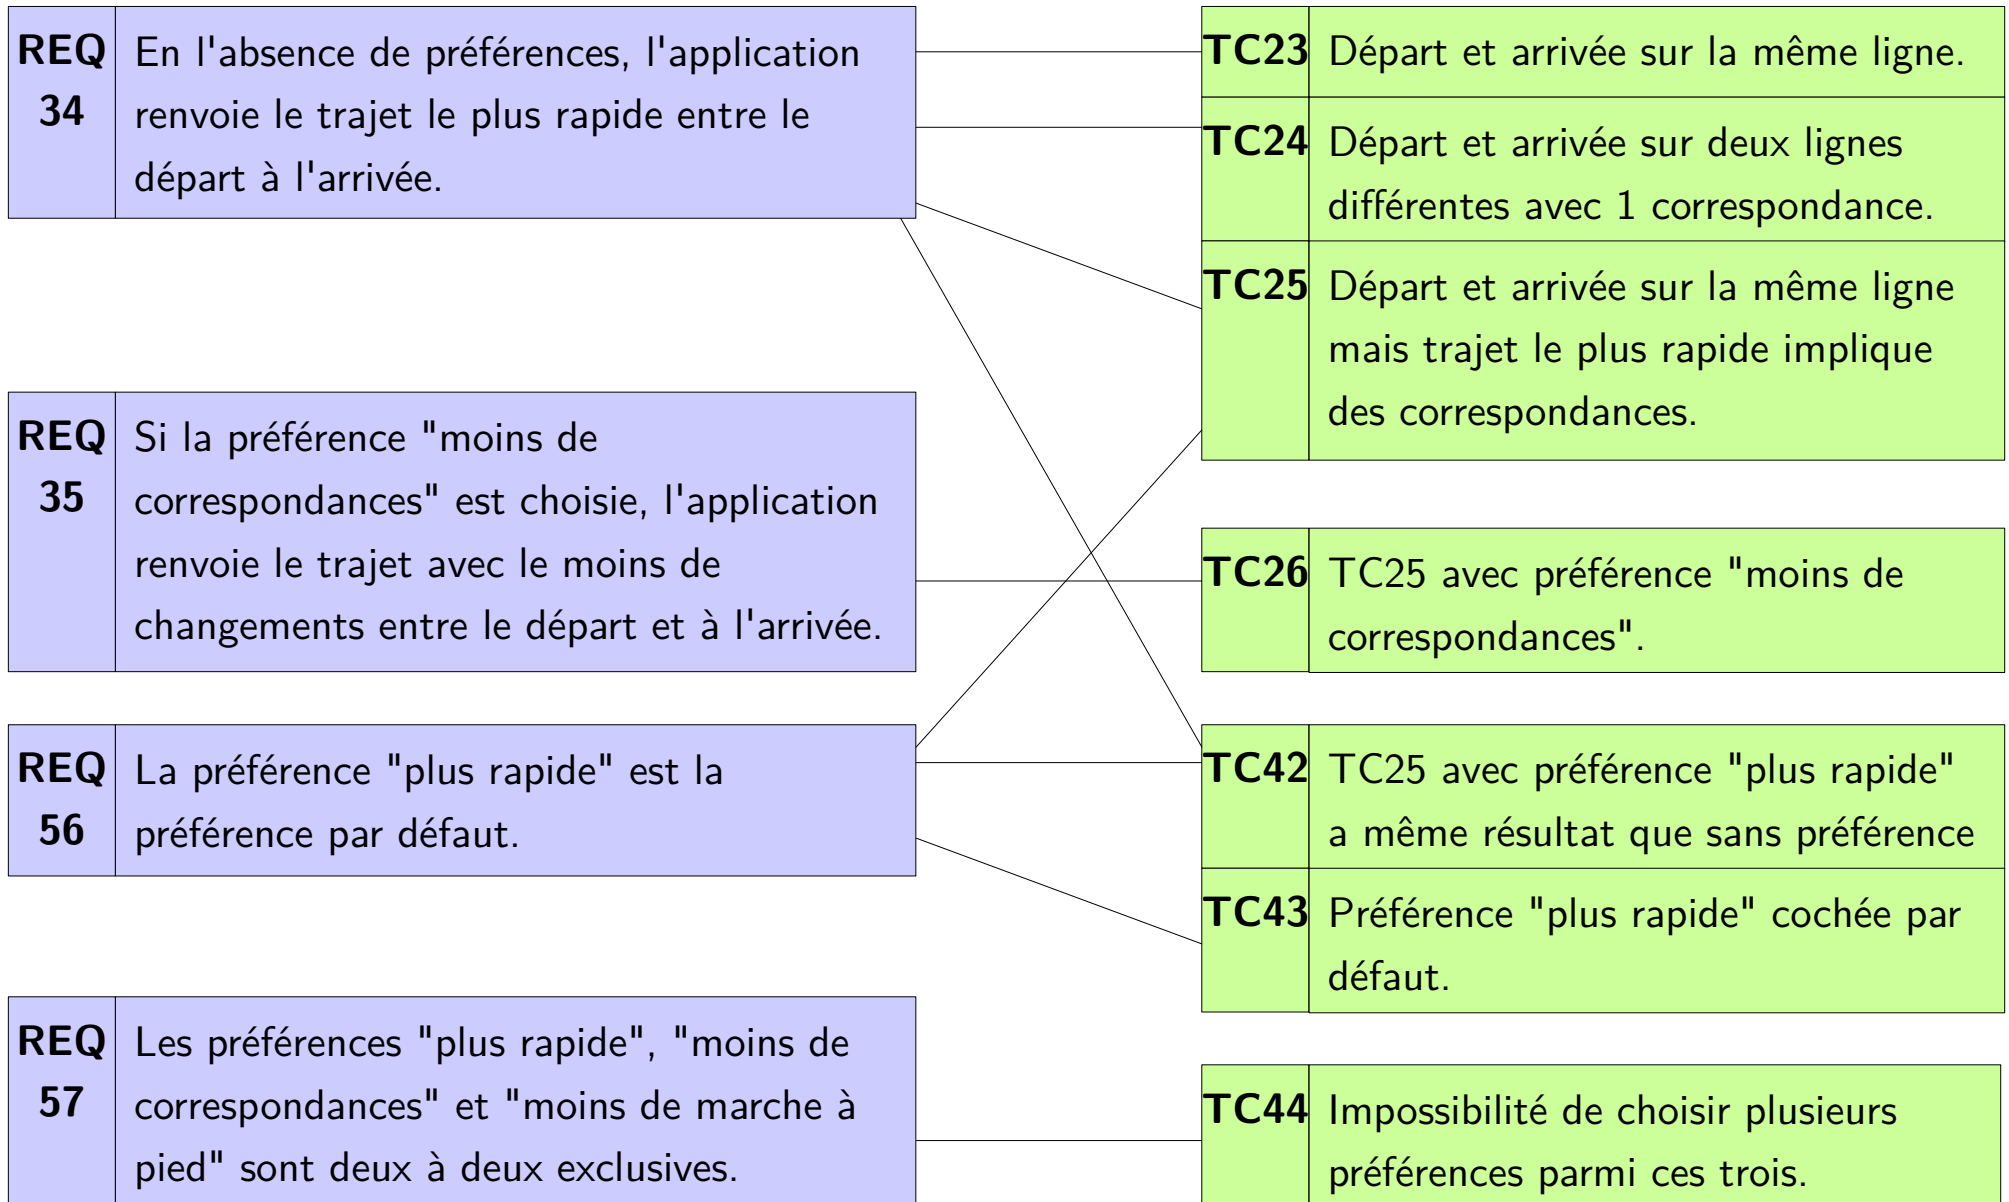 REQ En l'absence de préférences, l'application
34 renvoie le trajet le plus rapide entre le
départ à l'arrivée.
REQ Si la préférence "moins de
35 correspondances" est choisie, l'application
renvoie le trajet avec le moins de
changements entre le départ et à l'arrivée.
REQ La préférence "plus rapide" est la
56 préférence par défaut.
REQ Les préférences "plus rapide", "moins de
57 correspondances" et "moins de marche à
pied" sont deux à deux exclusives.
TC23 Départ et arrivée sur la même ligne.
TC24 Départ et arrivée sur deux lignes
différentes avec 1 correspondance.
TC25 Départ et arrivée sur la même ligne
mais trajet le plus rapide implique
des correspondances.
TC26 TC25 avec préférence "moins de
correspondances".
TC42 TC25 avec préférence "plus rapide"
a même résultat que sans préférence
TC43 Préférence "plus rapide" cochée par
défaut.
TC44 Impossibilité de choisir plusieurs
préférences parmi ces trois.